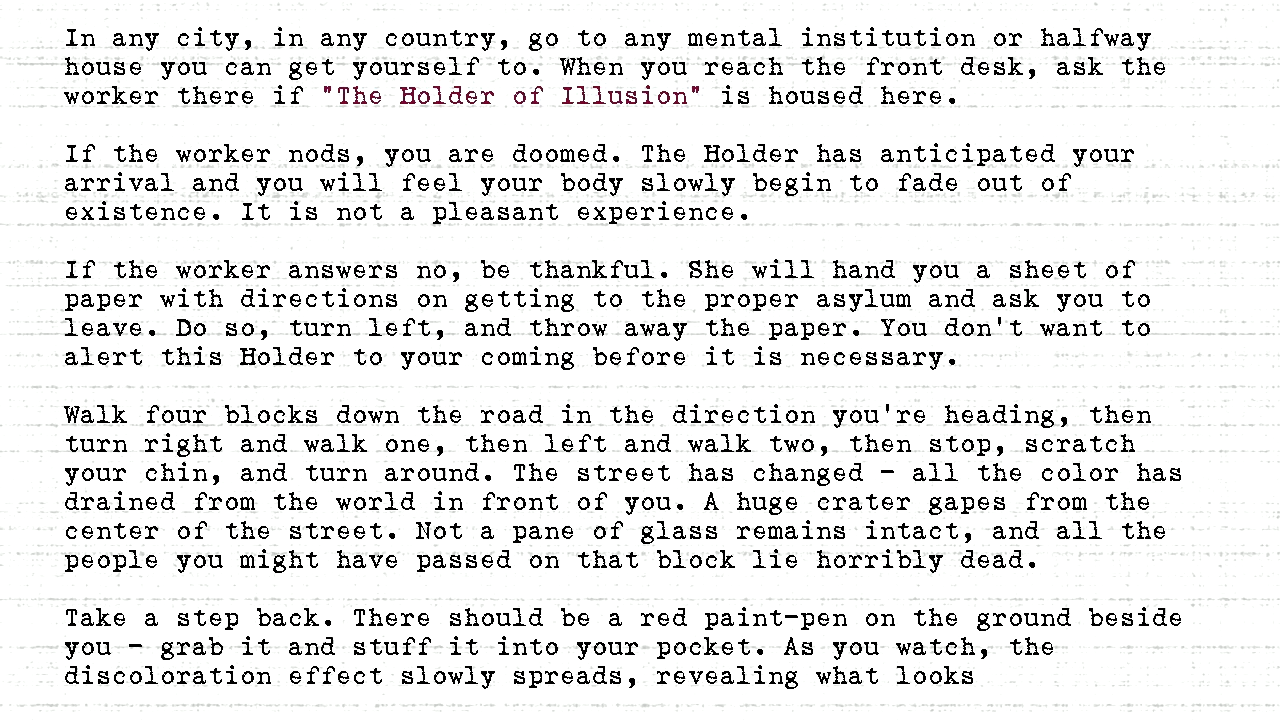 In any city, in any country, go to any mental institution or halfway
house you can get yourself to. When you reach the front desk, ask the
worker there if "The Holder of Illusion" is housed here.
If the worker nods, you are doomed. The Holder has anticipated your
arrival and you will feel your body slowly begin to fade out of
existence. It is not a pleasant experience.
If the worker answers no, be thankful. She will hand you a sheet of
paper with directions on getting to the proper asylum and ask you to
leave. Do so, turn left, and throw away the paper. You don't want to
alert this Holder to your coming before it is necessary.
Walk four blocks down the road in the direction you're heading, then
turn right and walk one, then left and walk two, then stop, scratch
your chin, and turn around. The street has changed - all the color has
drained from the world in front of you. A huge crater gapes from the
center of the street. Not a pane of glass remains intact, and all the
people you might have passed on that block lie horribly dead.
Take a step back. There should be a red paint-pen on the ground beside
you - grab it and stuff it into your pocket. As you watch, the
discoloration effect slowly spreads, revealing what looks